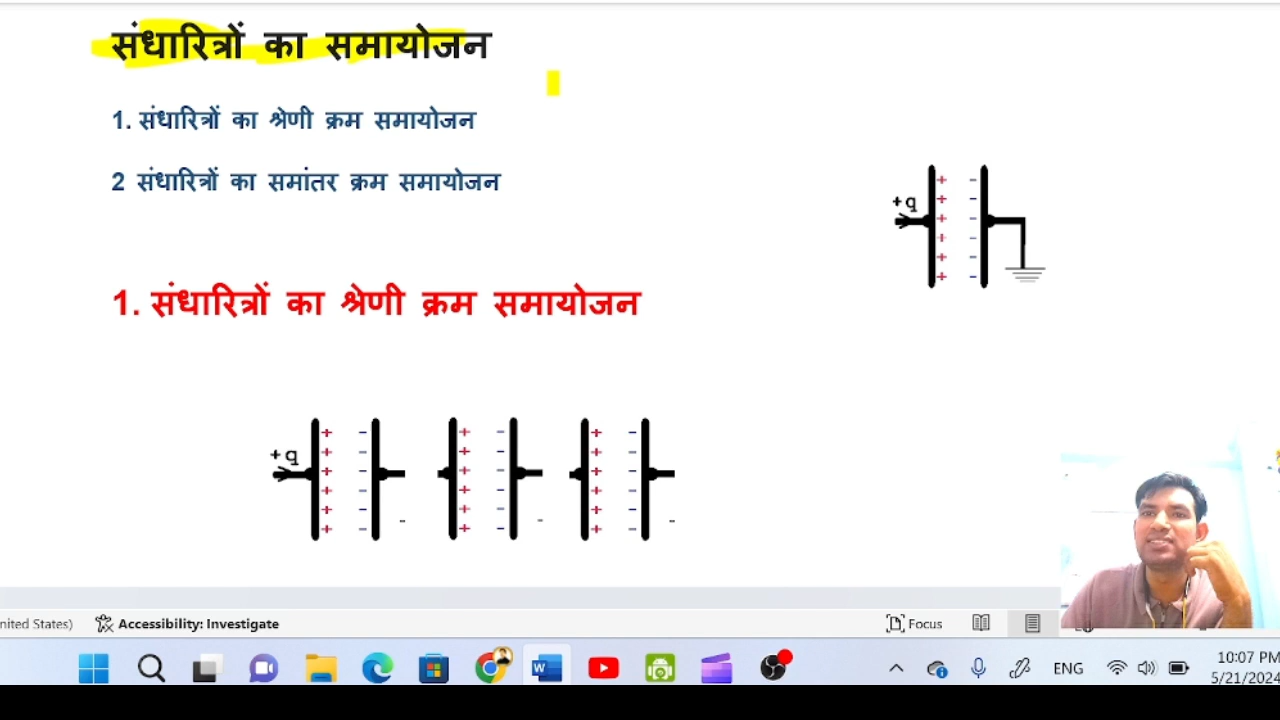 संधारित्रों का समायोजन
1. संधारित्रों का श्रेणी क्रम समायोजन
2 संधारित्रों का समांतर क्रम समायोजन
+q
1. संधारित्रों का श्रेणी क्रम समायोजन
+q
nited States) Accessibility: Investigate Focus
ENG 10:07 PM
5/21/2024